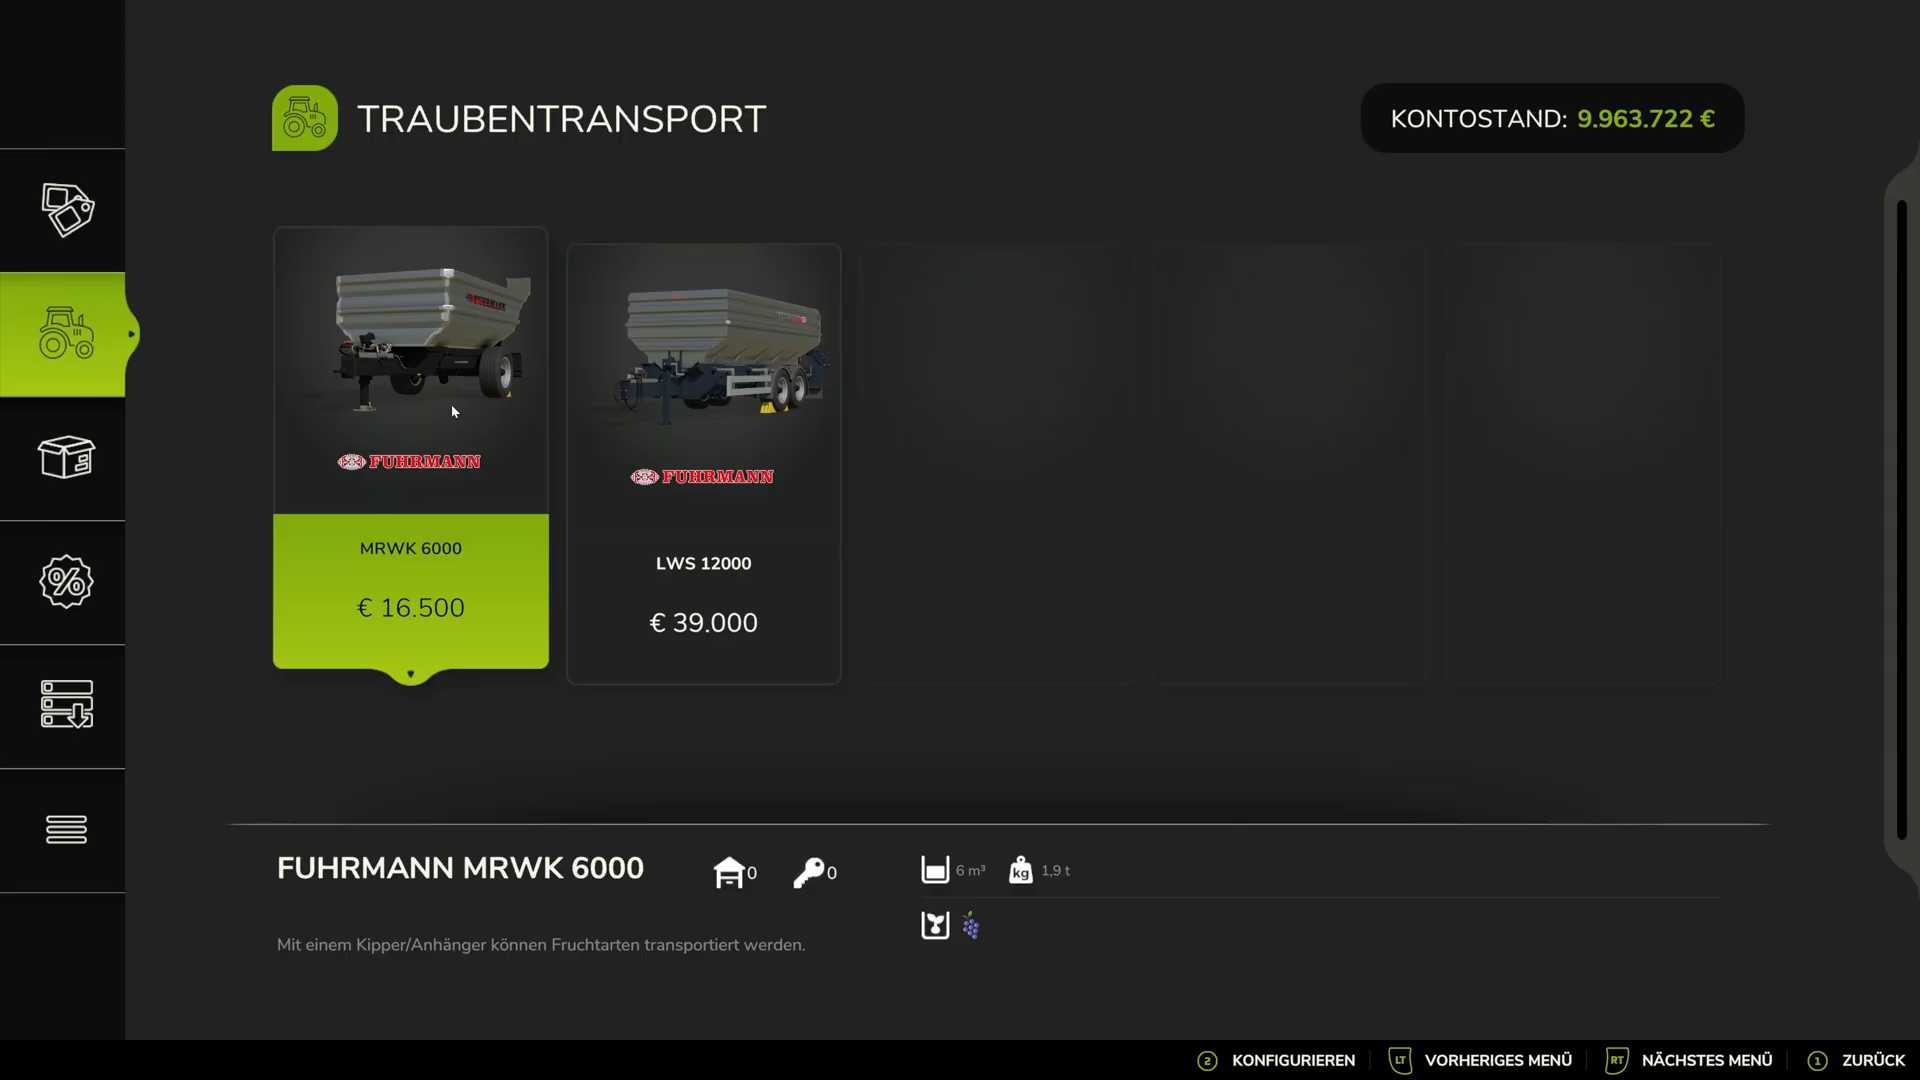 TRAUBENTRANSPORT
KONTOSTAND: 9.963.722 €
FUHRMANN
FUHRMANN
FUHRMANN
MRWK 6000
€ 16.500
LWS 12000
€ 39.000
FUHRMANN MRWK 6000
0
0
6 m³
kg
1,9 t
Mit einem Kipper/Anhänger können Fruchtarten transportiert werden.
2 KONFIGURIEREN
LT VORHERIGES MENÜ
RT NÄCHSTES MENÜ
1 ZURÜCK